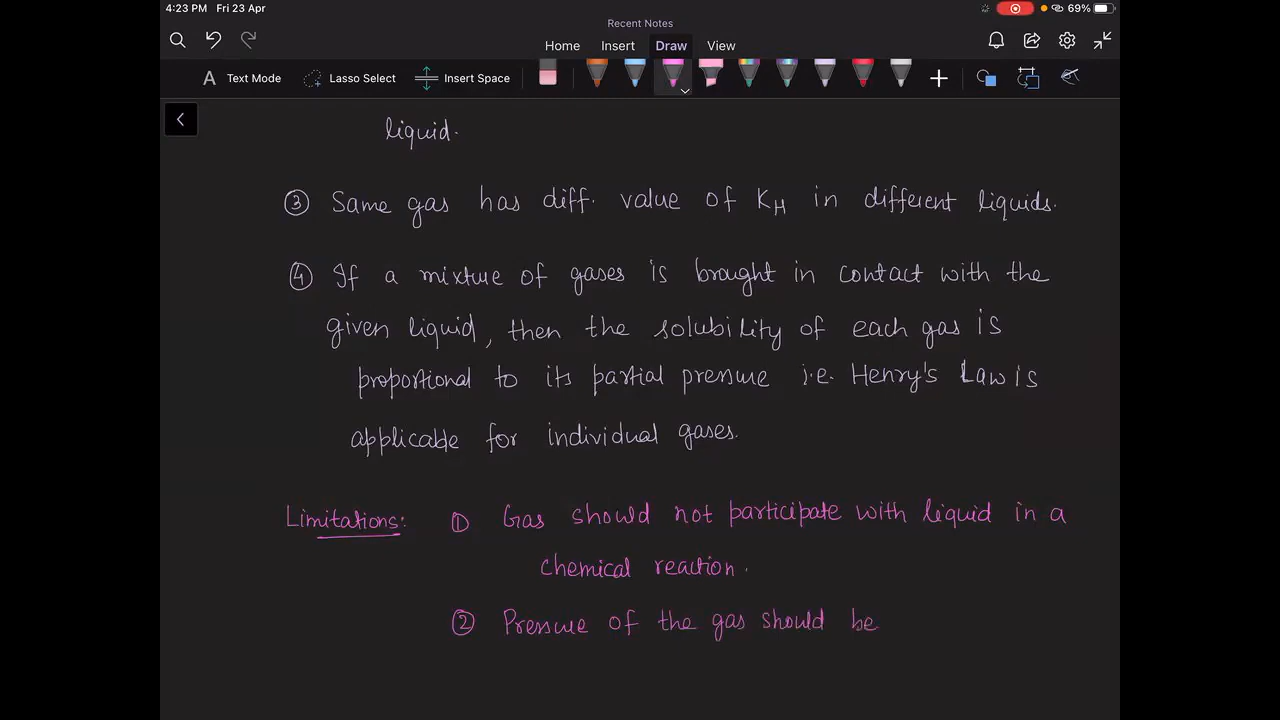 4:23 PM Fri 23 Apr
69%
Recent Notes
Home Insert Draw View
Text Mode Lasso Select Insert Space
liquid.
③ Same gas has diff. value of KH in different liquids.
④ If a mixture of gases is brought in contact with the
given liquid, then the solubility of each gas is
proportional to its partial pressure i.e. Henry's Law is
applicable for individual gases.
Limitations: ① Gas should not participate with liquid in a
chemical reaction.
② Pressure of the gas should be